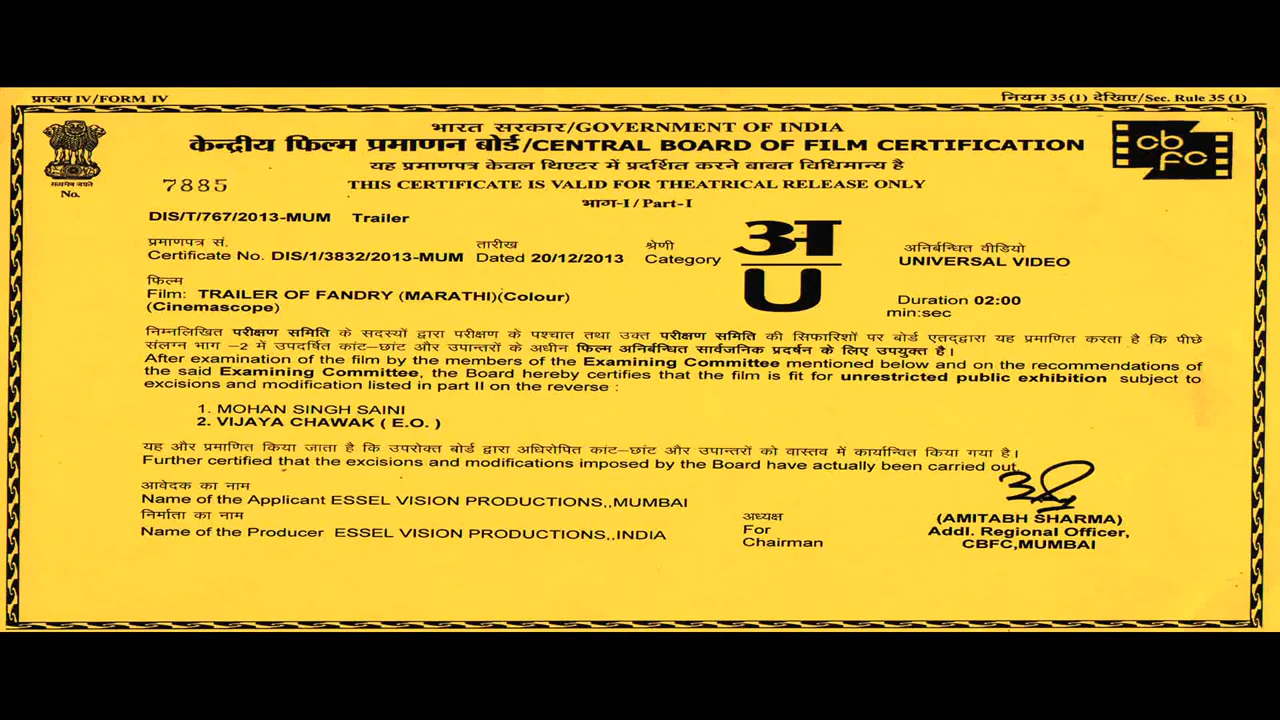 प्रारूप IV/FORM IV
नियम 35 (1) देखिए/Sec. Rule 35 (1)
भारत सरकार/GOVERNMENT OF INDIA
केन्द्रीय फिल्म प्रमाणन बोर्ड/CENTRAL BOARD OF FILM CERTIFICATION
cb
fc
यह प्रमाणपत्र केवल थिएटर में प्रदर्शित करने बाबत विधिमान्य है
सत्यमेव जयते
No.
7885
THIS CERTIFICATE IS VALID FOR THEATRICAL RELEASE ONLY
भाग-I/Part-I
DIS/T/767/2013-MUM Trailer
प्रमाणपत्र सं. तारीख श्रेणी
Certificate No. DIS/1/3832/2013-MUM Dated 20/12/2013 Category
अ
U
अनिर्बन्धित वीडियो
UNIVERSAL VIDEO
फिल्म
Film: TRAILER OF FANDRY (MARATHI)(Colour)
(Cinemascope)
Duration 02:00
min:sec
निम्नलिखित परीक्षण समिति के सदस्यों द्वारा परीक्षण के पश्चात तथा उक्त परीक्षण समिति की सिफारिशों पर बोर्ड एतद्द्वारा यह प्रमाणित करता है कि पीछे
संलग्न भाग -2 में उपदर्षित कांट-छांट और उपान्तरों के अधीन फिल्म अनिर्बन्धित सार्वजनिक प्रदर्षन के लिए उपयुक्त है।
After examination of the film by the members of the Examining Committee mentioned below and on the recommendations of
the said Examining Committee, the Board hereby certifies that the film is fit for unrestricted public exhibition subject to
excisions and modification listed in part II on the reverse :
1. MOHAN SINGH SAINI
2. VIJAYA CHAWAK ( E.O. )
यह और प्रमाणित किया जाता है कि उपरोक्त बोर्ड द्वारा अधिरोपित कांट-छांट और उपान्तरों को वास्तव में कार्यान्वित किया गया है।
Further certified that the excisions and modifications imposed by the Board have actually been carried out.
आवेदक का नाम
Name of the Applicant ESSEL VISION PRODUCTIONS,,MUMBAI
निर्माता का नाम
Name of the Producer ESSEL VISION PRODUCTIONS,,INDIA
अध्यक्ष
For
Chairman
(AMITABH SHARMA)
Addl. Regional Officer,
CBFC,MUMBAI